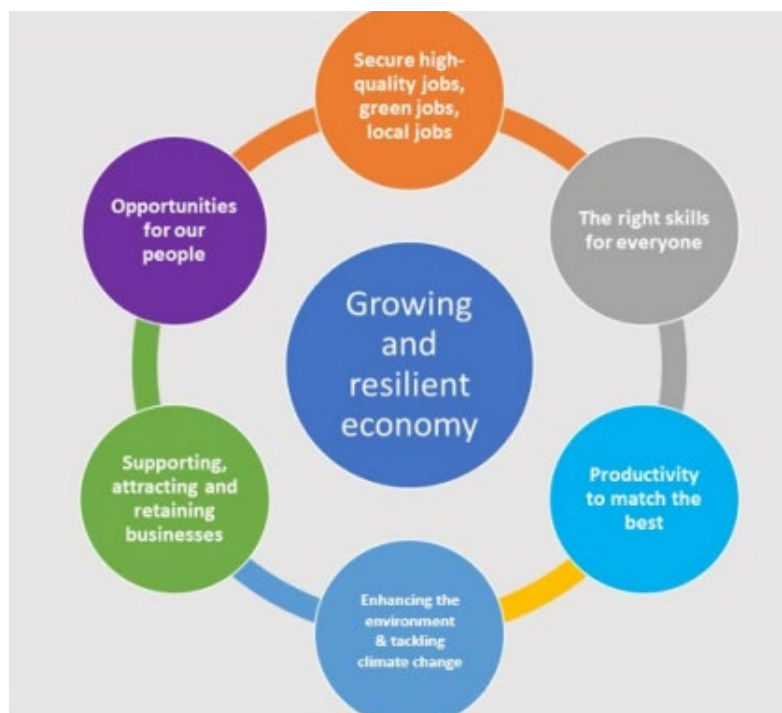 Secure high-
quality jobs,
green jobs,
local jobs
The right skills
for everyone
Productivity
to match the
best
Enhancing the
environment
& tackling
climate change
Supporting,
attracting and
retaining
businesses
Opportunities
for our
people
Growing
and
resilient
economy